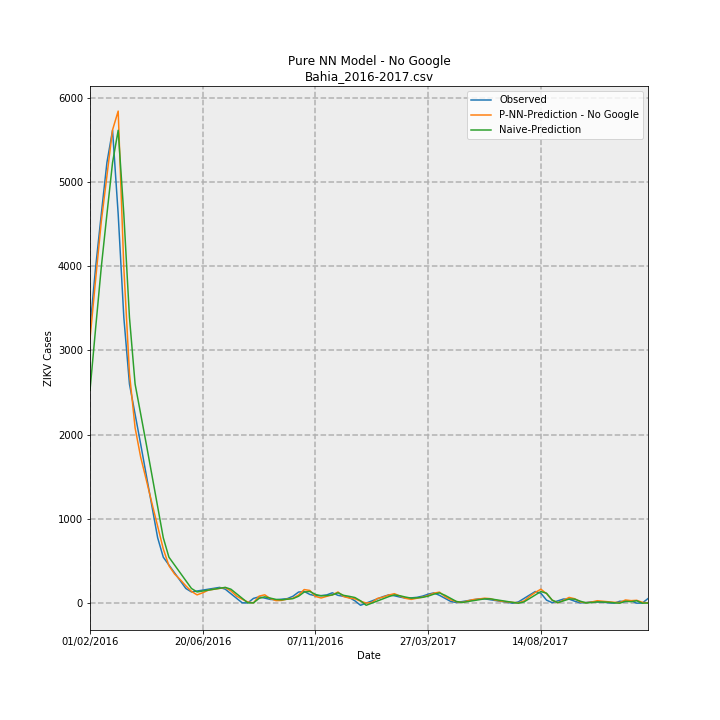 Pure NN Model - No Google
Bahia_2016-2017.csv
Observed
P-NN-Prediction - No Google
Naive-Prediction
6000
5000
4000
3000
2000
1000
0
ZIKV Cases
01/02/2016
20/06/2016
07/11/2016
27/03/2017
14/08/2017
Date